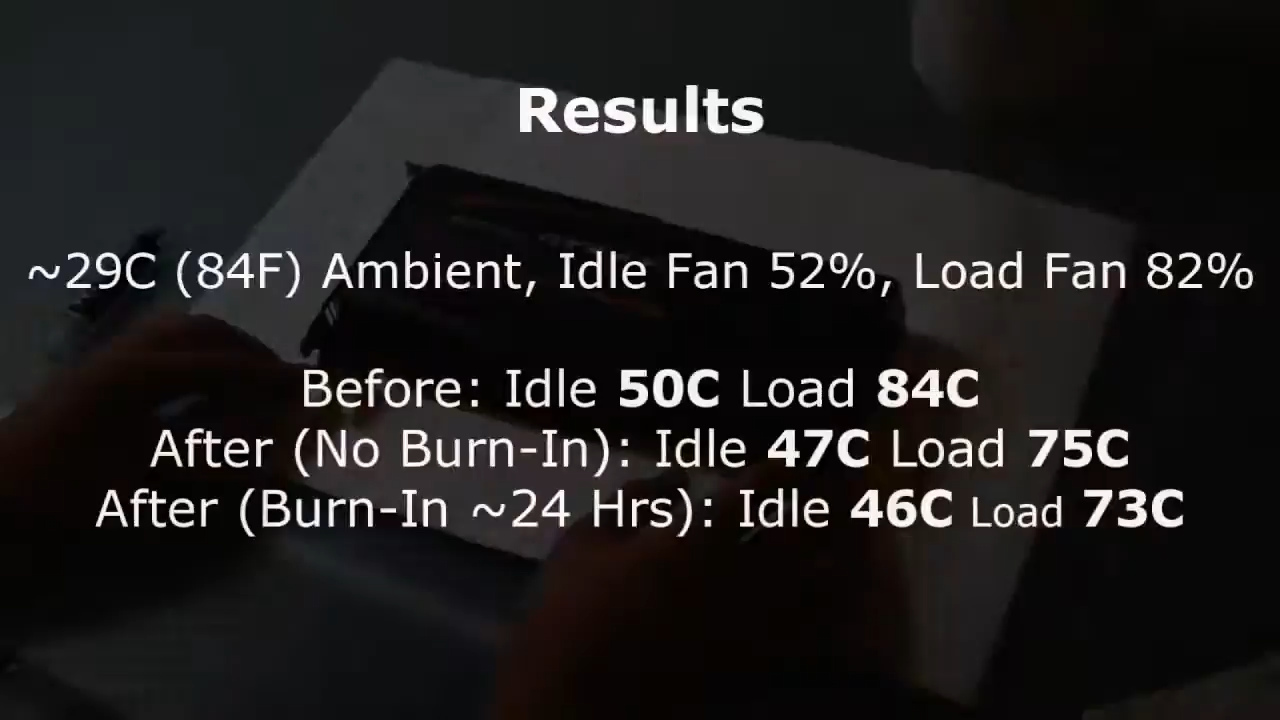 Results
~29C (84F) Ambient, Idle Fan 52%, Load Fan 82%
Before: Idle 50C Load 84C
After (No Burn-In): Idle 47C Load 75C
After (Burn-In ~24 Hrs): Idle 46C Load 73C